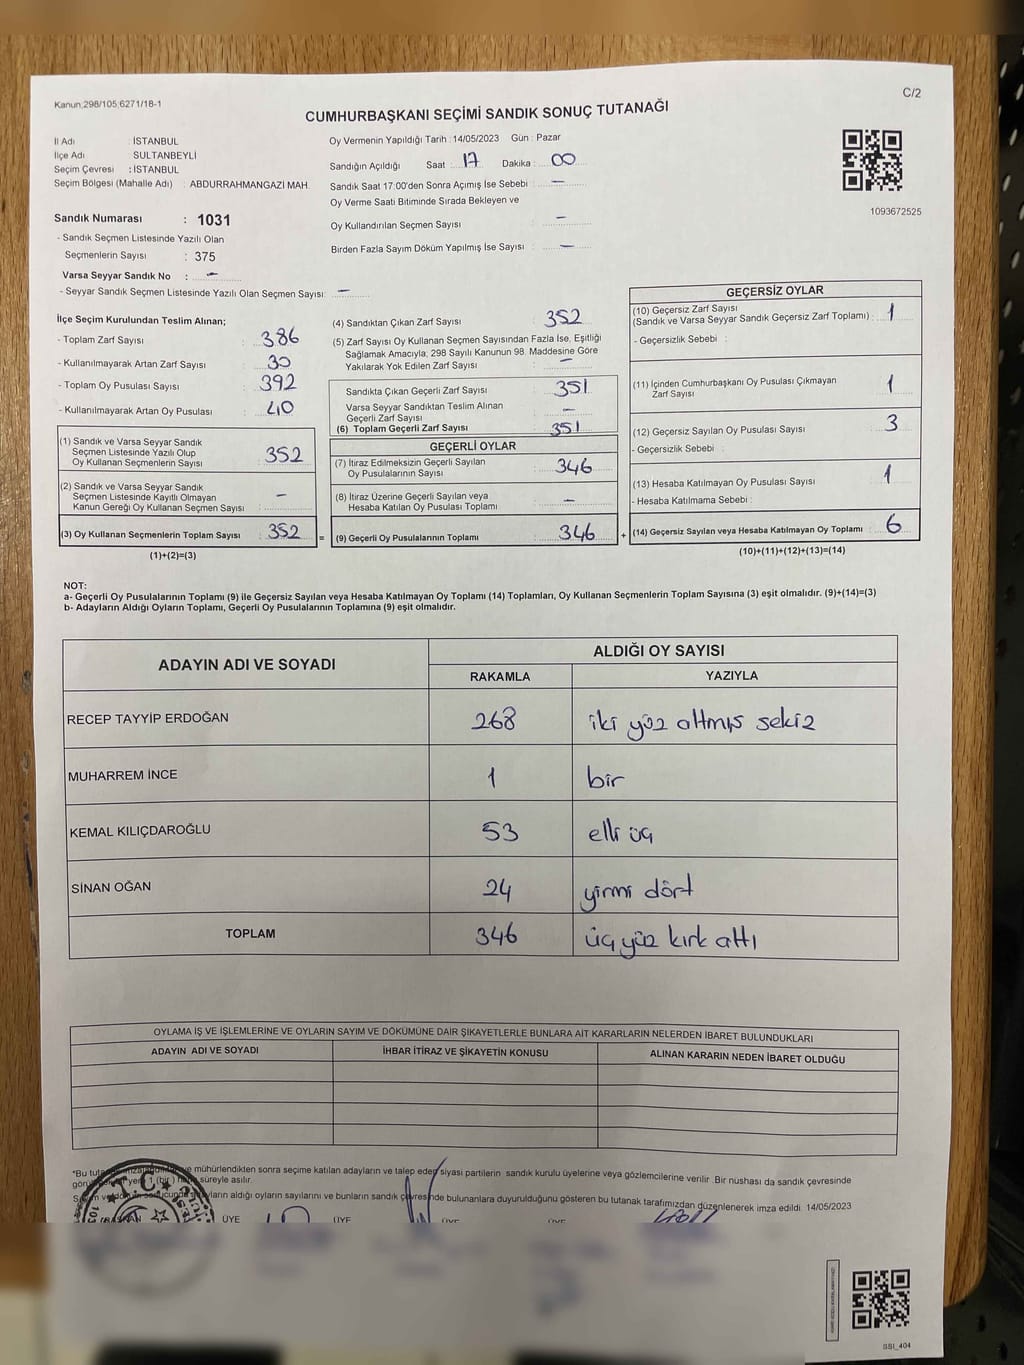 Kanun;298/105;6271/18-1
C/2
CUMHURBAŞKANI SEÇİMİ SANDIK SONUÇ TUTANAĞI
İl Adı : İSTANBUL
İlçe Adı SULTANBEYLİ
Seçim Çevresi : İSTANBUL
Seçim Bölgesi (Mahalle Adı) : ABDURRAHMANGAZİ MAH.
Sandık Numarası : 1031
- Sandık Seçmen Listesinde Yazılı Olan
Seçmenlerin Sayısı : 375
Varsa Seyyar Sandık No : -
- Seyyar Sandık Seçmen Listesinde Yazılı Olan Seçmen Sayısı: -
Oy Vermenin Yapıldığı Tarih : 14/05/2023 Gün : Pazar
Sandığın Açıldığı Saat : 17 Dakika : 00
Sandık Saat 17:00'den Sonra Açımış İse Sebebi : -
Oy Verme Saati Bitiminde Sırada Bekleyen ve
Oy Kullandırılan Seçmen Sayısı : -
Birden Fazla Sayım Döküm Yapılmış İse Sayısı : -
1093672525
İlçe Seçim Kurulundan Teslim Alınan;
- Toplam Zarf Sayısı : 386
- Kullanılmayarak Artan Zarf Sayısı : 30
- Toplam Oy Pusulası Sayısı : 392
- Kullanılmayarak Artan Oy Pusulası : 40
(1) Sandık ve Varsa Seyyar Sandık
Seçmen Listesinde Yazılı Olup
Oy Kullanan Seçmenlerin Sayısı : 352
(2) Sandık ve Varsa Seyyar Sandık
Seçmen Listesinde Kayıtlı Olmayan
Kanun Gereği Oy Kullanan Seçmen Sayısı : -
(3) Oy Kullanan Seçmenlerin Toplam Sayısı : 352
(1)+(2)=(3)
(4) Sandıktan Çıkan Zarf Sayısı : 352
(5) Zarf Sayısı Oy Kullanan Seçmen Sayısından Fazla İse, Eşitliği
Sağlamak Amacıyla, 298 Sayılı Kanunun 98. Maddesine Göre
Yakılarak Yok Edilen Zarf Sayısı : -
Sandıkta Çıkan Geçerli Zarf Sayısı : 351
Varsa Seyyar Sandıktan Teslim Alınan
Geçerli Zarf Sayısı : -
(6) Toplam Geçerli Zarf Sayısı : 351
GEÇERLİ OYLAR
(7) İtiraz Edilmeksizin Geçerli Sayılan
Oy Pusulalarının Sayısı : 346
(8) İtiraz Üzerine Geçerli Sayılan veya
Hesaba Katılan Oy Pusulası Toplamı : -
= (9) Geçerli Oy Pusulalarının Toplamı : 346 +
GEÇERSİZ OYLAR
(10) Geçersiz Zarf Sayısı
(Sandık ve Varsa Seyyar Sandık Geçersiz Zarf Toplamı) : 1
- Geçersizlik Sebebi :
(11) İçinden Cumhurbaşkanı Oy Pusulası Çıkmayan
Zarf Sayısı : 1
(12) Geçersiz Sayılan Oy Pusulası Sayısı : 3
- Geçersizlik Sebebi :
(13) Hesaba Katılmayan Oy Pusulası Sayısı : 1
- Hesaba Katılmama Sebebi :
(14) Geçersiz Sayılan veya Hesaba Katılmayan Oy Toplamı : 6
(10)+(11)+(12)+(13)=(14)
NOT:
a- Geçerli Oy Pusulalarının Toplamı (9) ile Geçersiz Sayılan veya Hesaba Katılmayan Oy Toplamı (14) Toplamları, Oy Kullanan Seçmenlerin Toplam Sayısına (3) eşit olmalıdır. (9)+(14)=(3)
b- Adayların Aldığı Oyların Toplamı, Geçerli Oy Pusulalarının Toplamına (9) eşit olmalıdır.
ADAYIN ADI VE SOYADI ALDIĞI OY SAYISI
RAKAMLA YAZIYLA
RECEP TAYYİP ERDOĞAN 268 iki yüz altmış sekiz
MUHARREM İNCE 1 bir
KEMAL KILIÇDAROĞLU 53 elli üç
SİNAN OĞAN 24 yirmi dört
TOPLAM 346 üç yüz kırk altı
OYLAMA İŞ VE İŞLEMLERİNE VE OYLARIN SAYIM VE DÖKÜMÜNE DAİR ŞİKAYETLERLE BUNLARA AİT KARARLARIN NELERDEN İBARET BULUNDUKLARI
ADAYIN ADI VE SOYADI İHBAR İTİRAZ VE ŞİKAYETİN KONUSU ALINAN KARARIN NEDEN İBARET OLDUĞU
*Bu mühürlendikten sonra seçime katılan adayların ve talep eden siyasi partilerin sandık kurulu üyelerine veya gözlemcilerine verilir. Bir nüshası da sandık çevresinde
süreyle asılır.
aldığı oyların sayılarını ve bunların sandık çevresinde bulunanlara duyurulduğunu gösteren bu tutanak tarafımızdan düzenlenerek imza edildi. 14/05/2023
BAŞKAN ÜYE ÜYE ÜYE ÜYE
T.C.
SSI_404